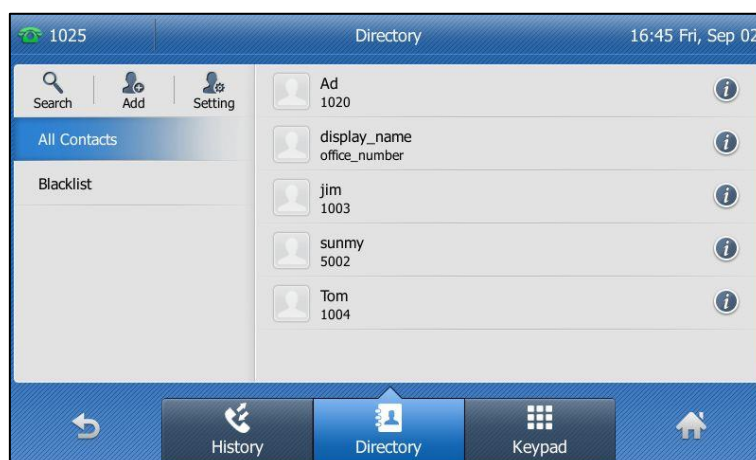 1025
Directory
16:45 Fri, Sep 02
Search
Add
Setting
All Contacts
Blacklist
Ad
1020
display_name
office_number
jim
1003
sunmy
5002
Tom
1004
History
Directory
Keypad